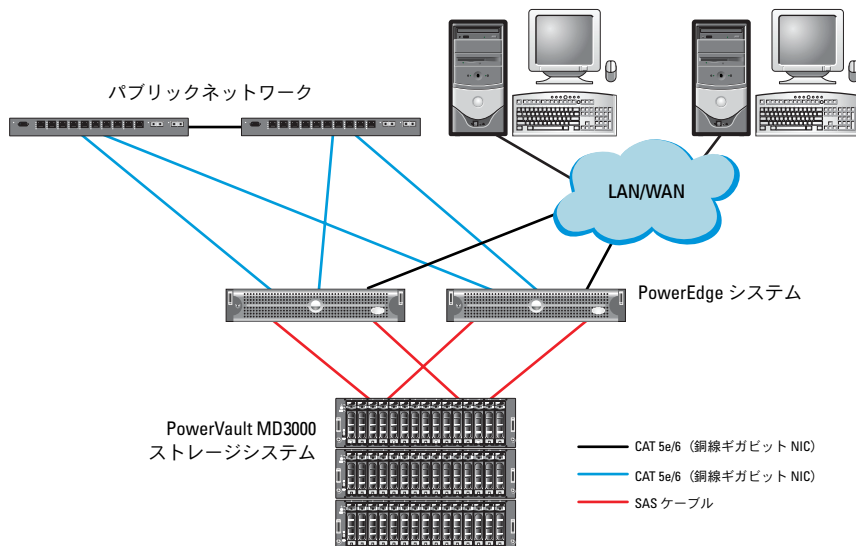 パブリックネットワーク
LAN/WAN
PowerEdge システム
PowerVault MD3000
ストレージシステム
CAT 5e/6（銅線ギガビット NIC）
CAT 5e/6（銅線ギガビット NIC）
SAS ケーブル